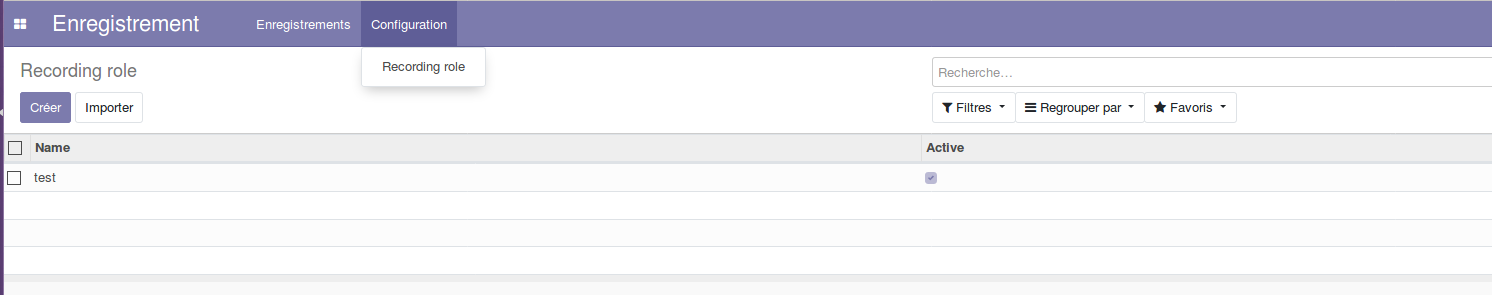 Enregistrement Enregistrements Configuration
Recording role
Recording role
Recherche...
Créer Importer
Filtres Regrouper par Favoris
Name Active
test